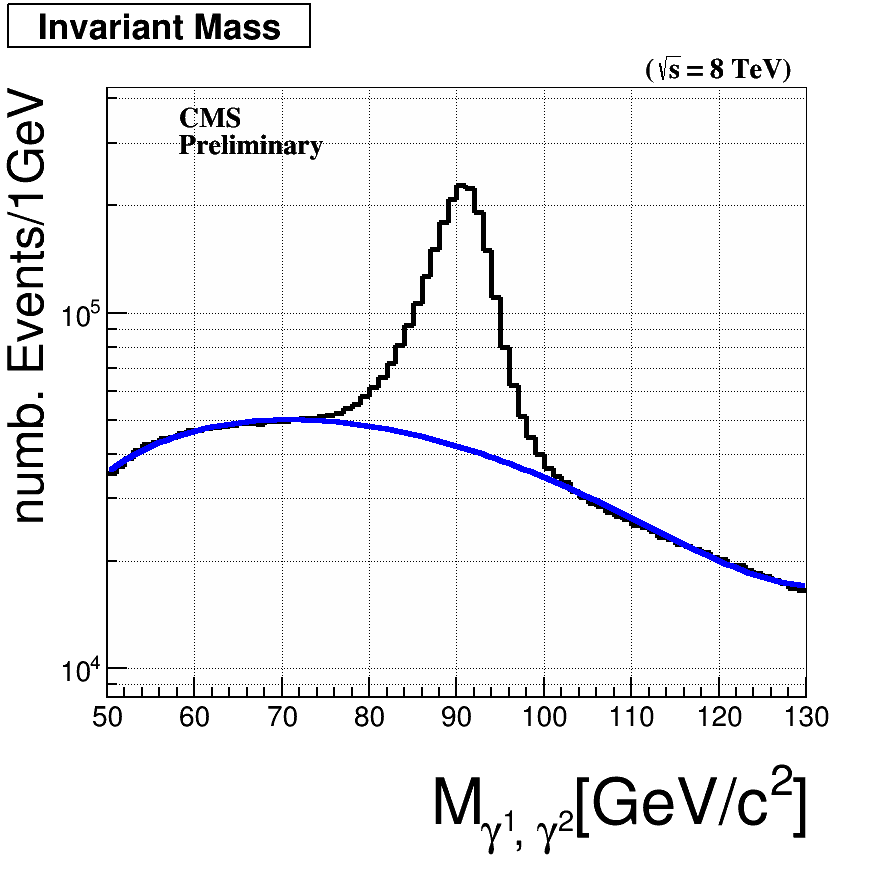 Invariant Mass
(√s = 8 TeV)
CMS
Preliminary
numb. Events/1GeV
10⁵
10⁴
50 60 70 80 90 100 110 120 130
M_γ¹, γ²[GeV/c²]